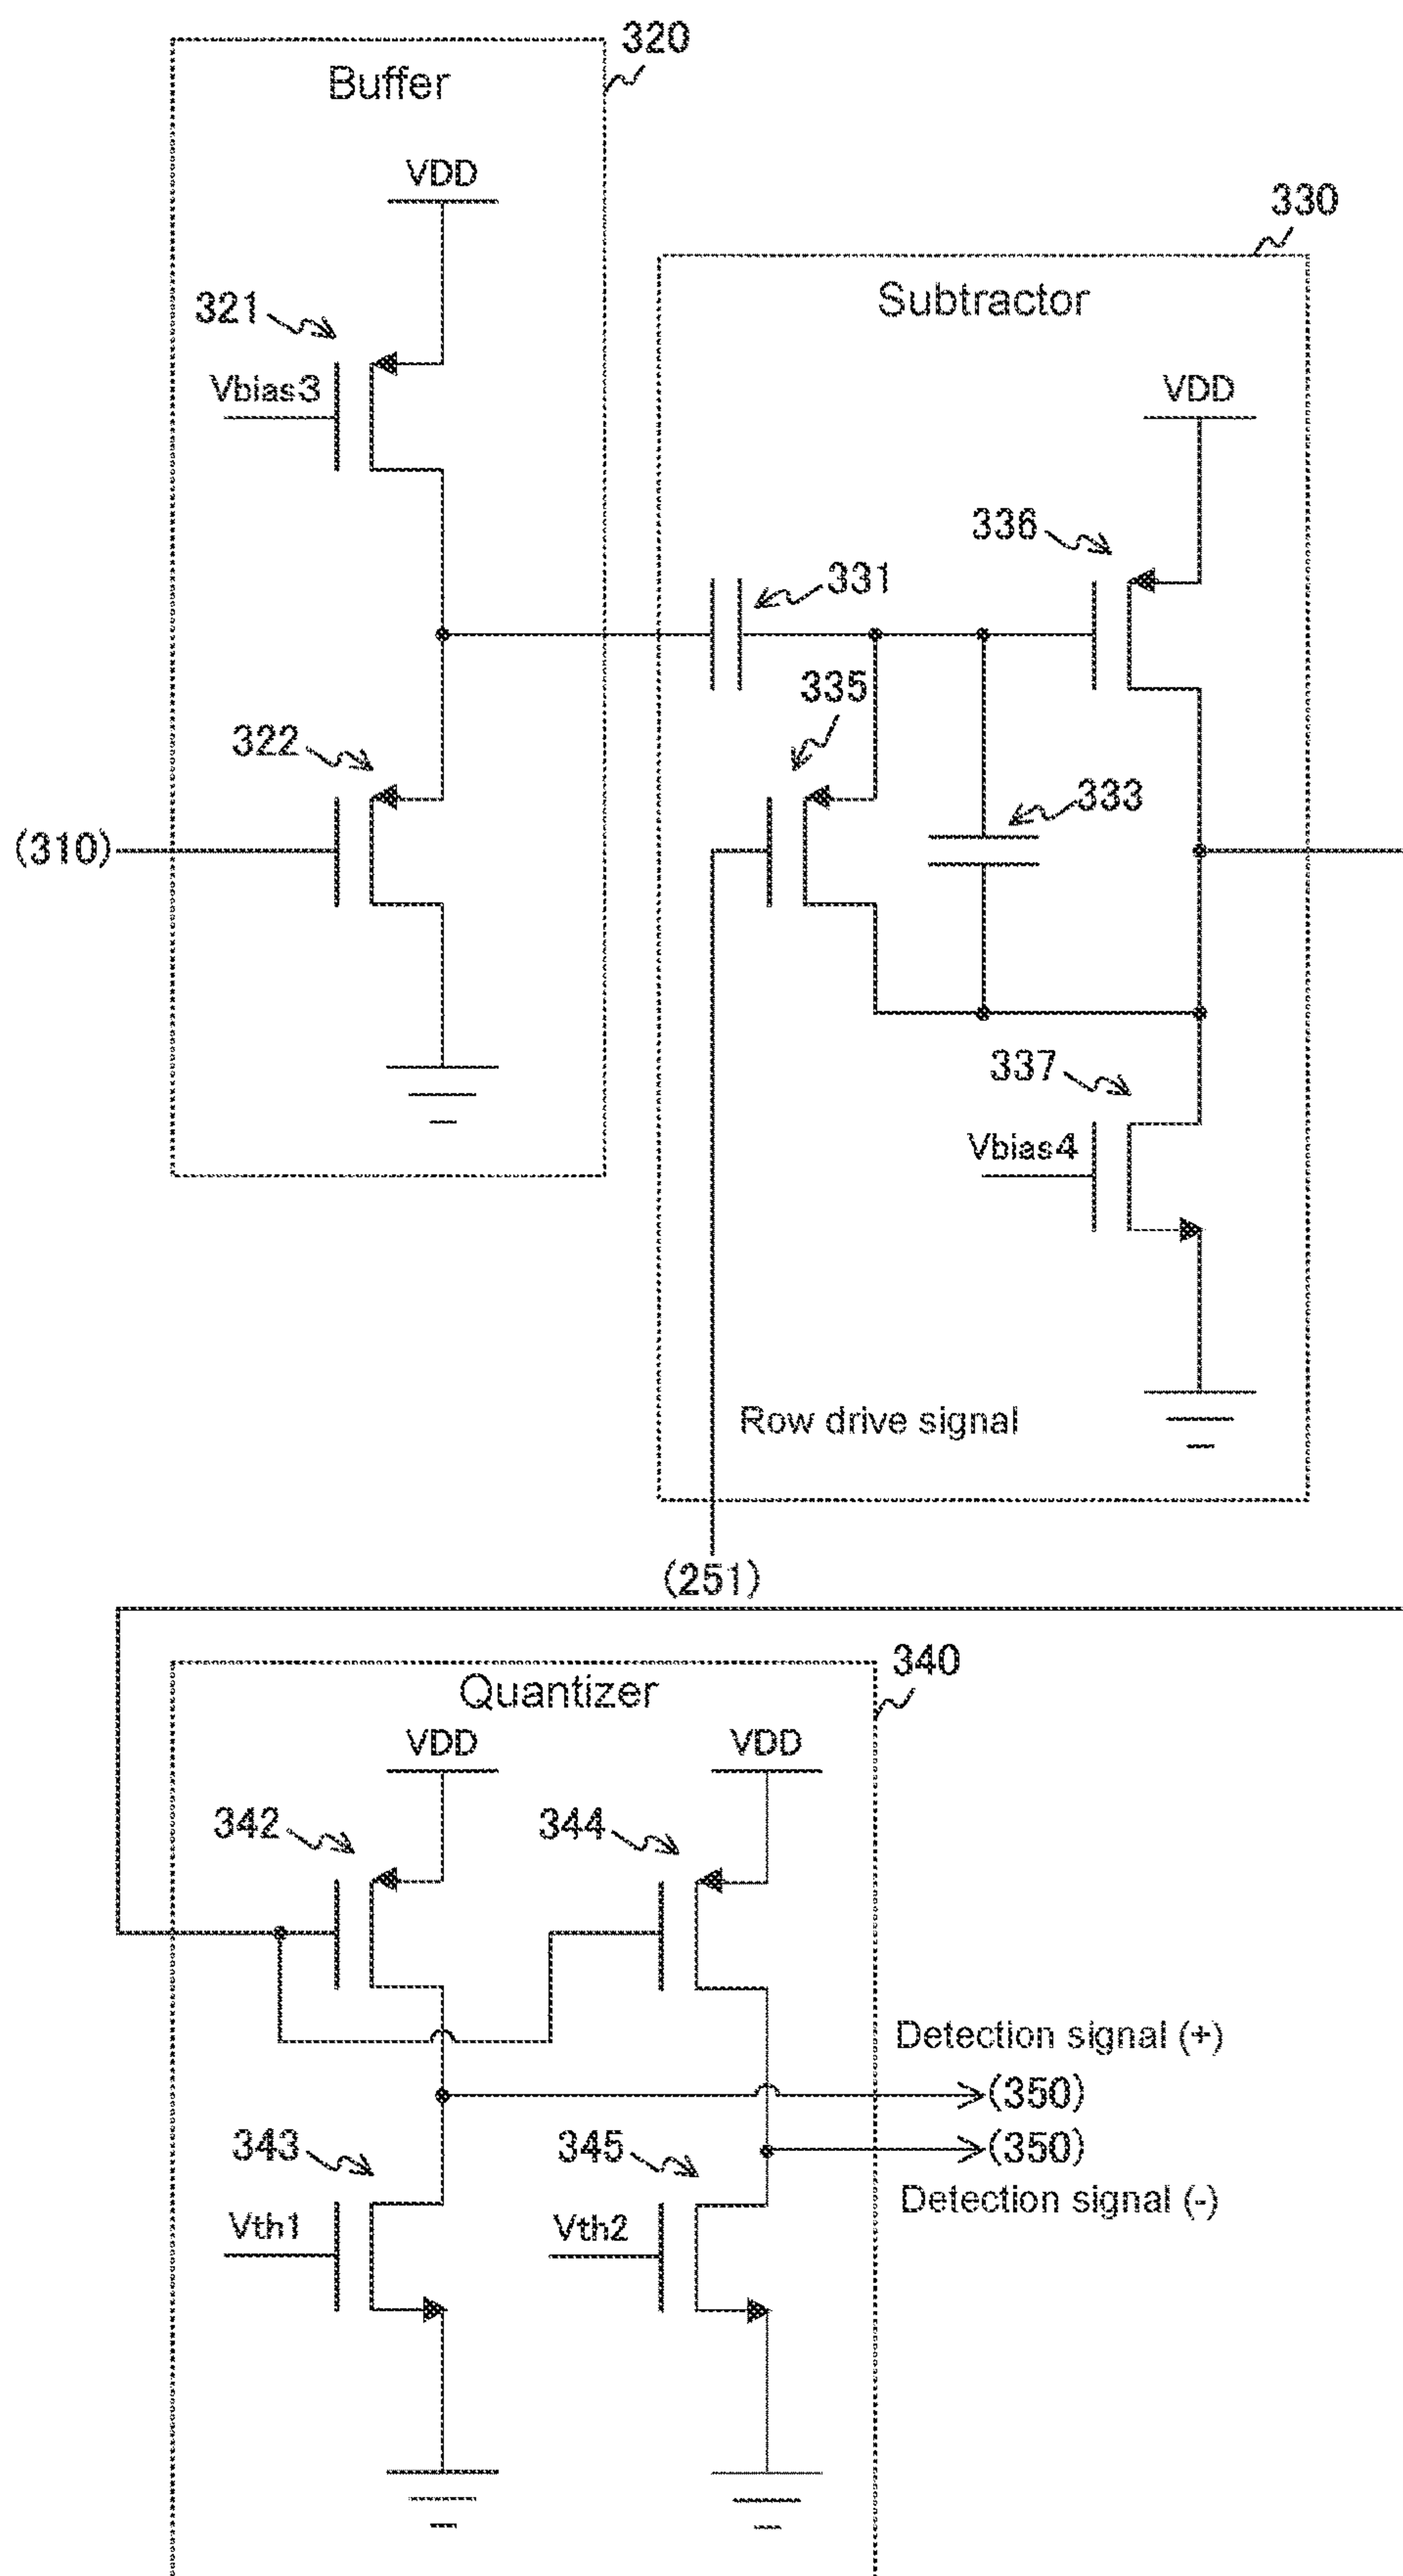 320
Buffer
VDD
330
Subtractor
321
Vbias3
VDD
336
331
335
322
333
(310)
337
Vbias4
Row drive signal
(251)
340
Quantizer
VDD
VDD
342
344
Detection signal (+)
(350)
343
345
(350)
Detection signal (-)
Vth1
Vth2